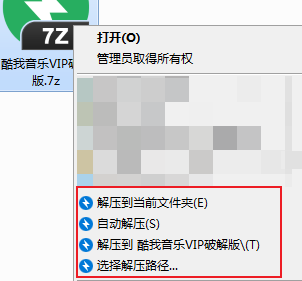 7Z
酷我音乐VIP破
版.7z
打开(O)
管理员取得所有权
解压到当前文件夹(E)
自动解压(S)
解压到 酷我音乐VIP破解版\(T)
选择解压路径...